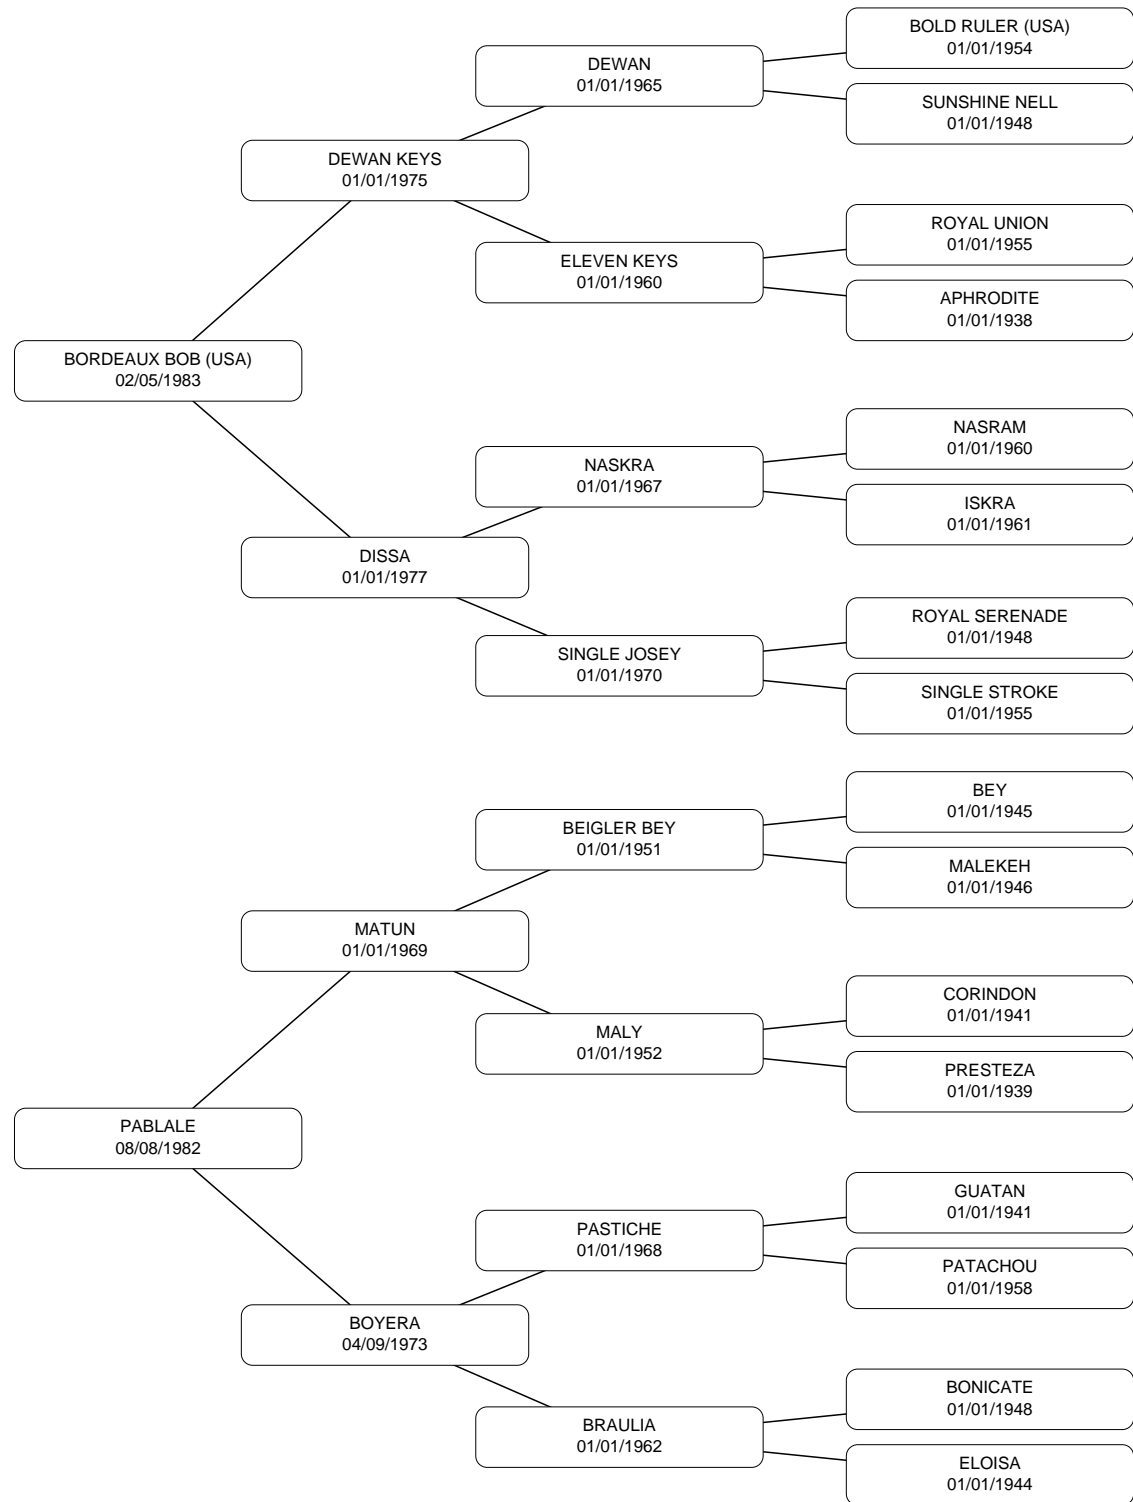 BOLD RULER (USA)
01/01/1954
DEWAN
01/01/1965
SUNSHINE NELL
01/01/1948
DEWAN KEYS
01/01/1975
ROYAL UNION
01/01/1955
ELEVEN KEYS
01/01/1960
APHRODITE
01/01/1938
BORDEAUX BOB (USA)
02/05/1983
NASRAM
01/01/1960
NASKRA
01/01/1967
ISKRA
01/01/1961
DISSA
01/01/1977
ROYAL SERENADE
01/01/1948
SINGLE JOSEY
01/01/1970
SINGLE STROKE
01/01/1955
BEY
01/01/1945
BEIGLER BEY
01/01/1951
MALEKEH
01/01/1946
MATUN
01/01/1969
CORINDON
01/01/1941
MALY
01/01/1952
PRESTEZA
01/01/1939
PABLALE
08/08/1982
GUATAN
01/01/1941
PASTICHE
01/01/1968
PATACHOU
01/01/1958
BOYERA
04/09/1973
BONICATE
01/01/1948
BRAULIA
01/01/1962
ELOISA
01/01/1944